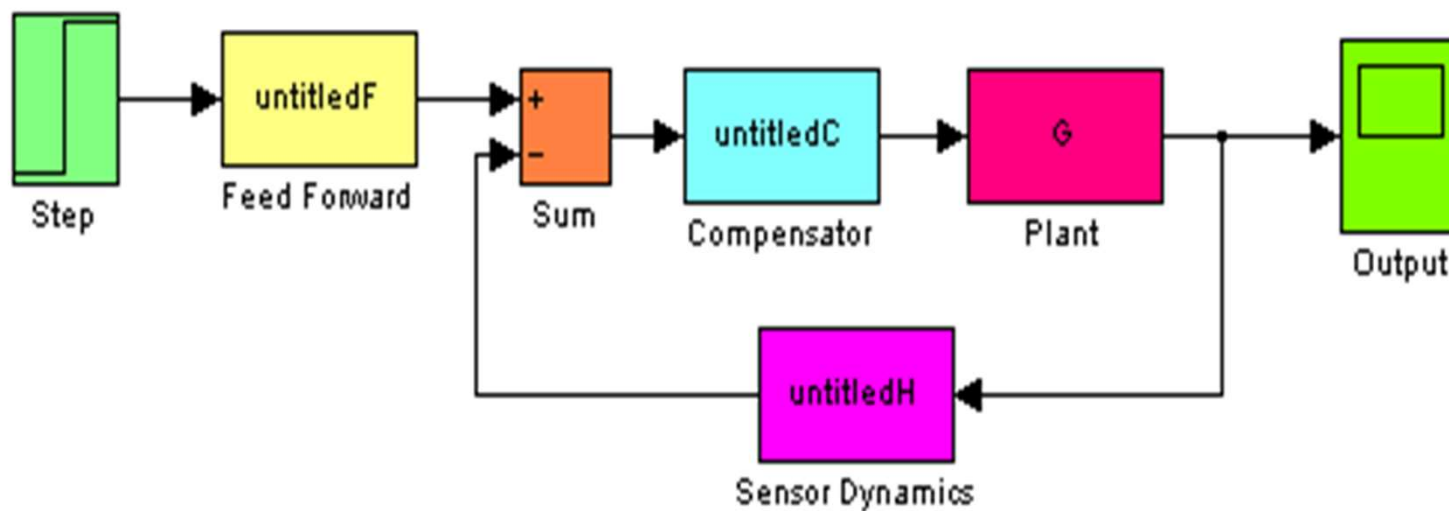 untitledF
+
−
untitledC
G
Step
Feed Forward
Sum
Compensator
Plant
Output
untitledH
Sensor Dynamics